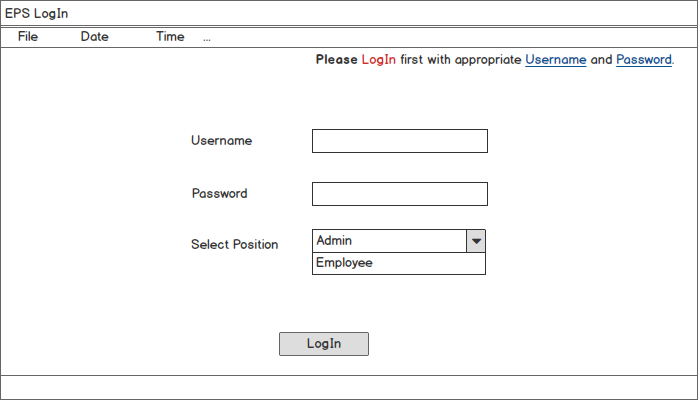 EPS LogIn
File Date Time ...
Please LogIn first with appropriate Username and Password.
Username
Password
Select Position Admin
Employee
LogIn